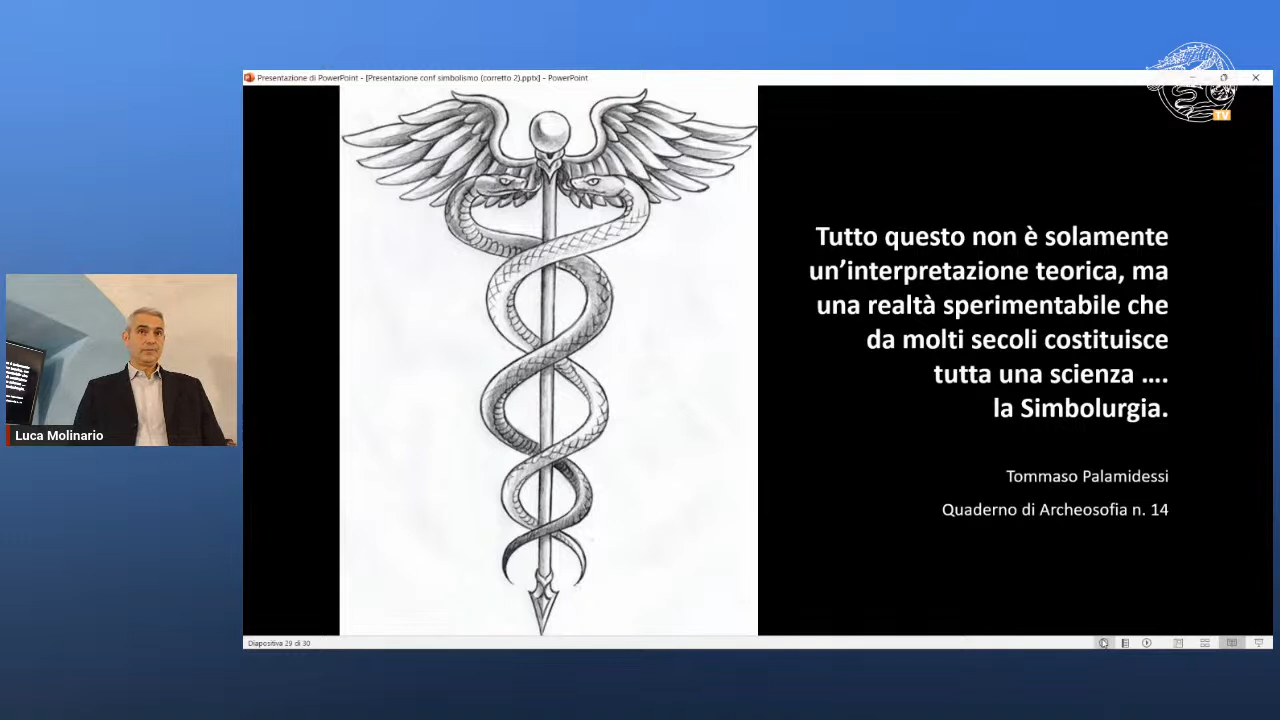 Presentazione di PowerPoint - [Presentazione conf simbolismo (corretto 2).pptx] - PowerPoint
TV
Tutto questo non è solamente
un’interpretazione teorica, ma
una realtà sperimentabile che
da molti secoli costituisce
tutta una scienza ....
la Simbolurgia.
Tommaso Palamidessi
Quaderno di Archeosofia n. 14
Luca Molinario
Diapositiva 29 di 30